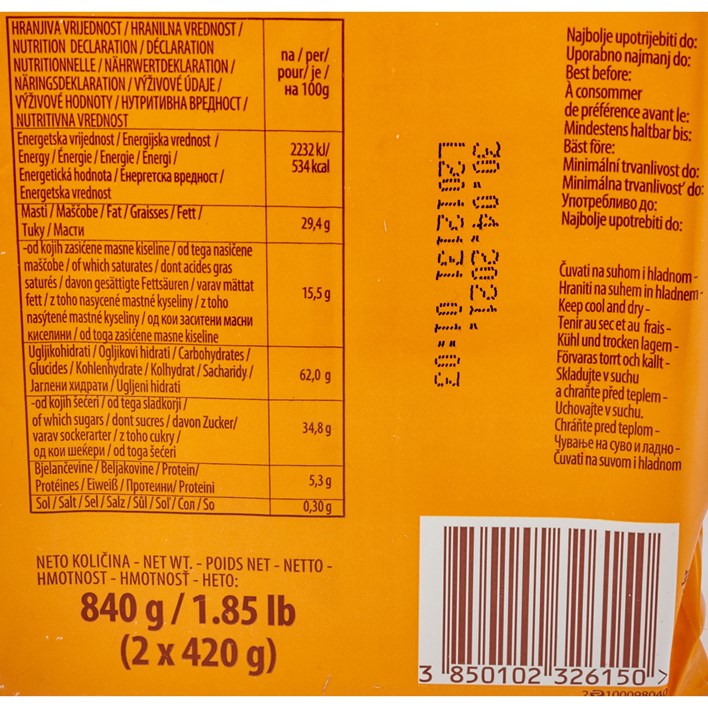 HRANJIVA VRIJEDNOST / HRANILNA VREDNOST /
NUTRITION DECLARATION / DÉCLARATION
NUTRITIONNELLE / NÄHRWERTDEKLARATION /
NÄRINGSDEKLARATION / VÝŽIVOVÉ ÚDAJE /
VÝŽIVOVÉ HODNOTY / НУТРИТИВНА ВРЕДНОСТ /
NUTRITIVNA VREDNOST
na / per/
pour/ je /
на 100g
Energetska vrijednost / Energijska vrednost /
Energy / Énergie / Energie / Energi /
Energetická hodnota / Енергетска вредност /
Energetska vrednost
2232 kJ/
534 kcal
Masti / Maščobe / Fat / Graisses / Fett /
Tuky / Масти
29,4 g
-od kojih zasićene masne kiseline / od tega nasičene
maščobe / of which saturates / dont acides gras
saturés / davon gesättigte Fettsäuren / varav mättat
fett / z toho nasycené mastné kyseliny / z toho
nasýtené mastné kyseliny / од кои заситени масни
киселини / od toga zasićene masne kiseline
15,5 g
Ugljikohidrati / Ogljikovi hidrati / Carbohydrates /
Glucides / Kohlenhydrate / Kolhydrat / Sacharidy /
Јаглени хидрати / Ugljeni hidrati
62,0 g
-od kojih šećeri / od tega sladkorji /
of which sugars / dont sucres / davon Zucker/
varav sockerarter / z toho cukry /
од кои шеќери / od toga šećeri
34,8 g
Bjelančevine / Beljakovine / Protein/
Protéines / Eiweiß / Протеини/ Proteini
5,3 g
Sol / Salt / Sel / Salz / Sůl / Soľ / Сол / So
0,30 g
NETO KOLIČINA - NET WT. - POIDS NET - NETTO -
HMOTNOST - HMOTNOSŤ - НЕТО:
840 g / 1.85 lb
(2 x 420 g)
30.04.2021.
Najbolje upotrijebiti do:
Uporabno najmanj do:
Best before:
À consommer
de préférence avant le:
Mindestens haltbar bis:
Bäst före:
Minimální trvanlivost do:
Minimálna trvanlivosť do:
Употребливо до:
Najbolje upotrebiti do:
Čuvati na suhom i hladnom -
Hraniti na suhem in hladnem -
Keep cool and dry -
Tenir au sec et au frais -
Kühl und trocken lagern -
Förvaras torrt och kallt -
Skladujte v suchu
a chraňte před teplem -
Uchovajte v suchu.
Chráňte pred teplom -
Чување на суво и ладно -
Čuvati na suvom i hladnom
3 850102 326150 >